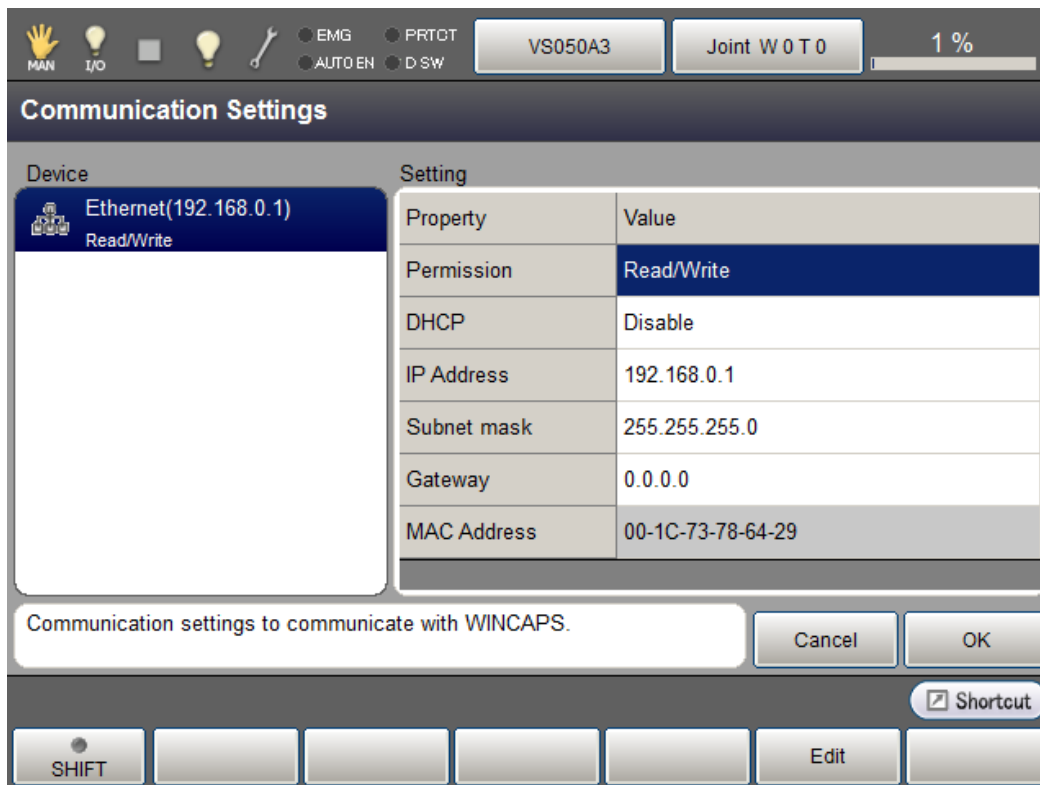 MAN
I/O
EMG
AUTO EN
PRTCT
D SW
VS050A3
Joint W 0 T 0
1 %
Communication Settings
Device
Setting
Ethernet(192.168.0.1)
Read/Write
Property Value
Permission Read/Write
DHCP Disable
IP Address 192.168.0.1
Subnet mask 255.255.255.0
Gateway 0.0.0.0
MAC Address 00-1C-73-78-64-29
Communication settings to communicate with WINCAPS.
Cancel
OK
Shortcut
SHIFT
Edit